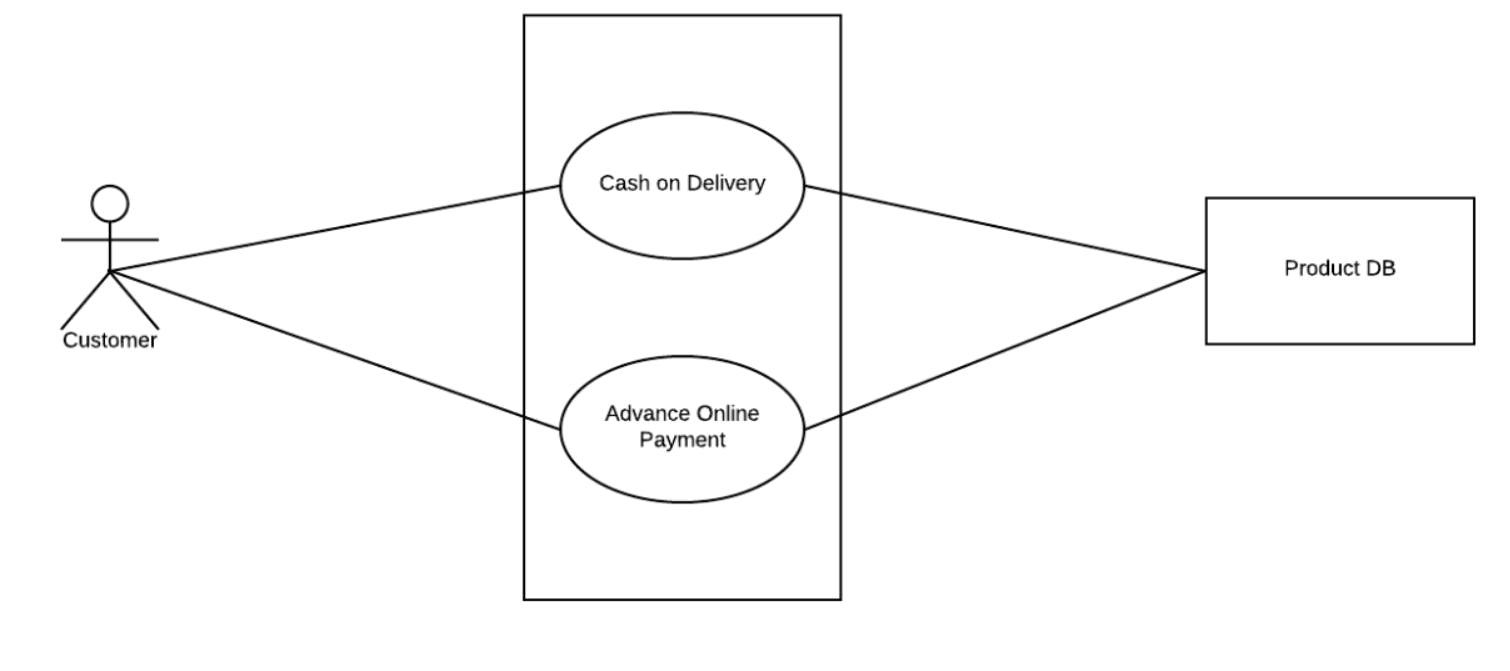 Cash on Delivery
Customer
Product DB
Advance Online
Payment